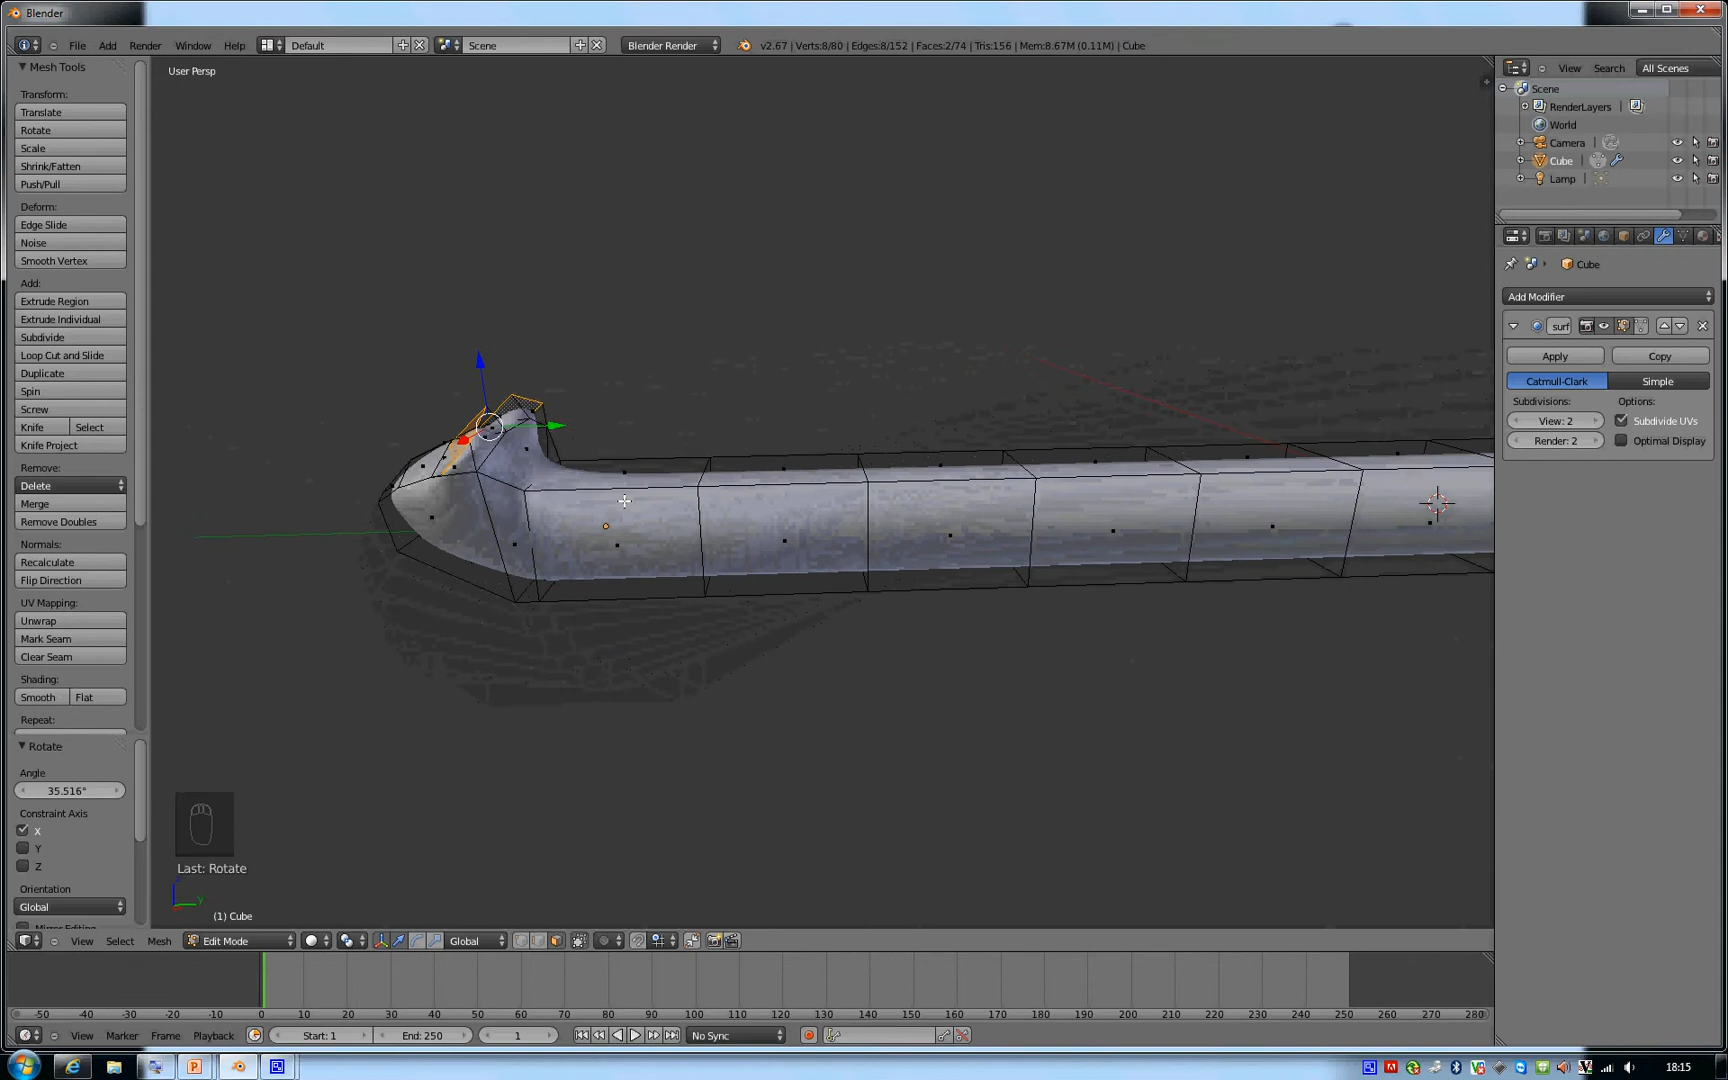 Blender
File Add Render Window Help Default Scene Blender Render v2.67 | Verts:8/80 | Edges:8/152 | Faces:2/74 | Tris:156 | Mem:8.67M (0.11M) | Cube
Mesh Tools
Transform:
Translate
Rotate
Scale
Shrink/Fatten
Push/Pull
Deform:
Edge Slide
Noise
Smooth Vertex
Add:
Extrude Region
Extrude Individual
Subdivide
Loop Cut and Slide
Duplicate
Spin
Screw
Knife Select
Knife Project
Remove:
Delete
Merge
Remove Doubles
Normals:
Recalculate
Flip Direction
UV Mapping:
Unwrap
Mark Seam
Clear Seam
Shading:
Smooth Flat
Repeat:
Rotate
Angle
35.516°
Constraint Axis
X
Y
Z
Orientation
Global
User Persp
Last: Rotate
(1) Cube
View Search All Scenes
Scene
RenderLayers
World
Camera
Cube
Lamp
Cube
Add Modifier
surf
Apply Copy
Catmull-Clark Simple
Subdivisions: Options:
View: 2 Subdivide UVs
Render: 2 Optimal Display
View Select Mesh Edit Mode Global
-50 -40 -30 -20 -10 0 10 20 30 40 50 60 70 80 90 100 110 120 130 140 150 160 170 180 190 200 210 220 230 240 250 260 270 280
View Marker Frame Playback Start: 1 End: 250 1 No Sync
18:15